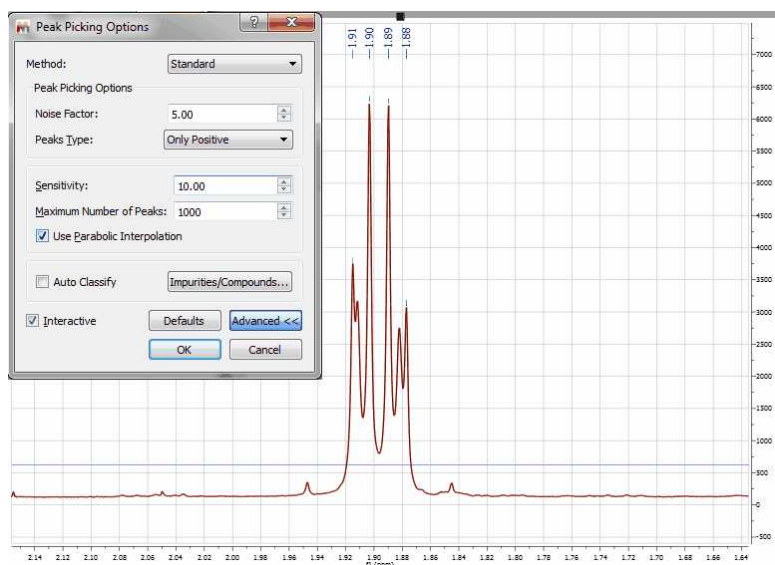 Peak Picking Options
Method: Standard
Peak Picking Options
Noise Factor: 5.00
Peaks Type: Only Positive
Sensitivity: 10.00
Maximum Number of Peaks: 1000
Use Parabolic Interpolation
Auto Classify Impurities/Compounds...
Interactive Defaults Advanced <<
OK Cancel
1.91
1.90
1.89
1.88
7000
6500
6000
5500
5000
4500
4000
3500
3000
2500
2000
1500
1000
500
0
-500
2.14 2.12 2.10 2.08 2.06 2.04 2.02 2.00 1.98 1.96 1.94 1.92 1.90 1.88 1.86 1.84 1.82 1.80 1.78 1.76 1.74 1.72 1.70 1.68 1.66 1.64
f1 (ppm)